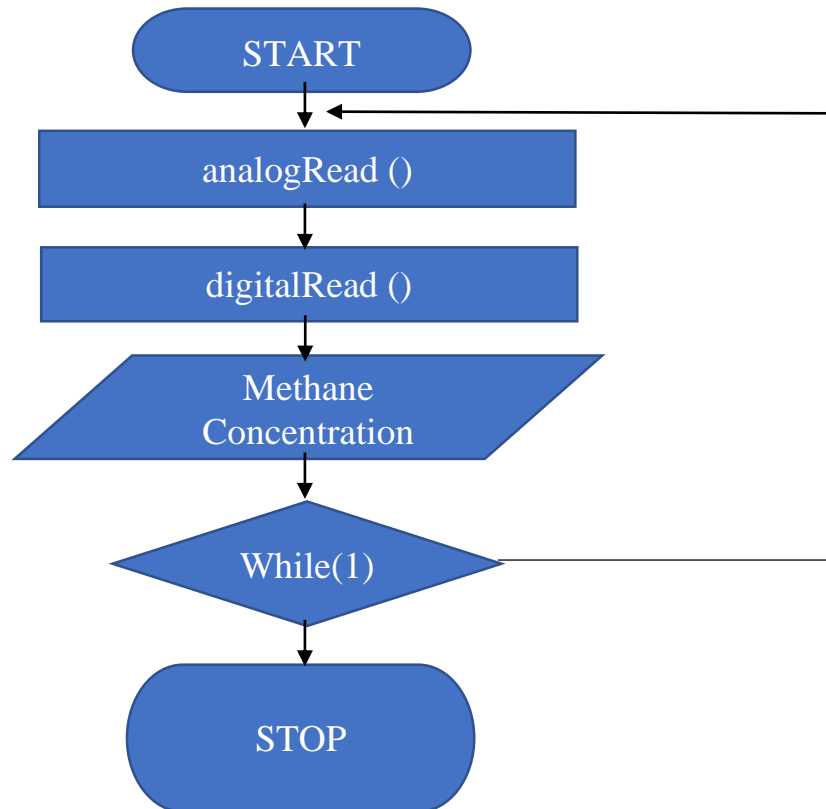 START
analogRead ()
digitalRead ()
Methane
Concentration
While(1)
STOP